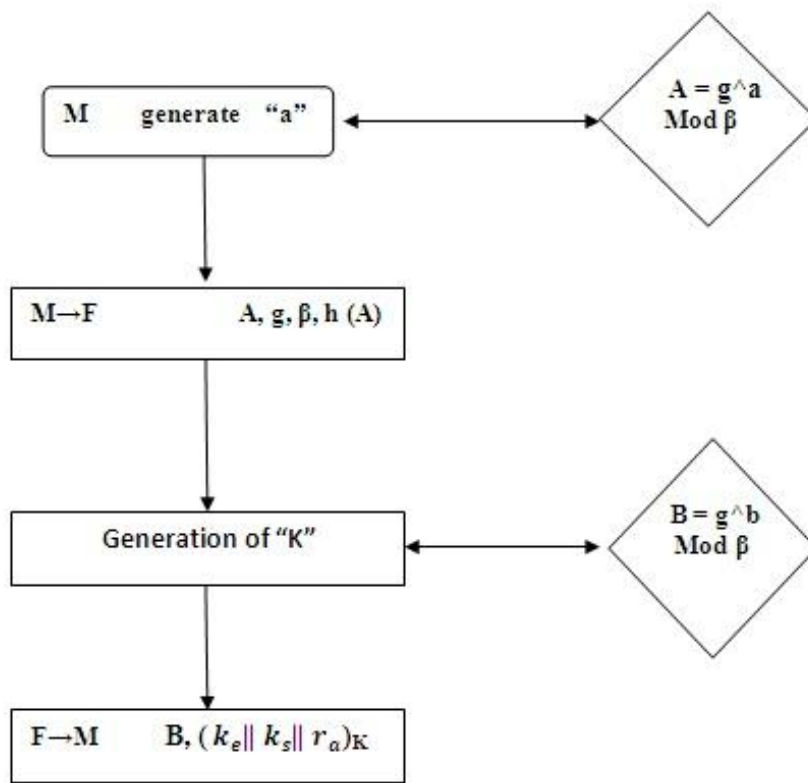 M generate “a”
A = g^a
Mod β
M→F A, g, β, h (A)
Generation of “K”
B = g^b
Mod β
F→M B, ( kₑ‖ kₛ‖ rₐ)K